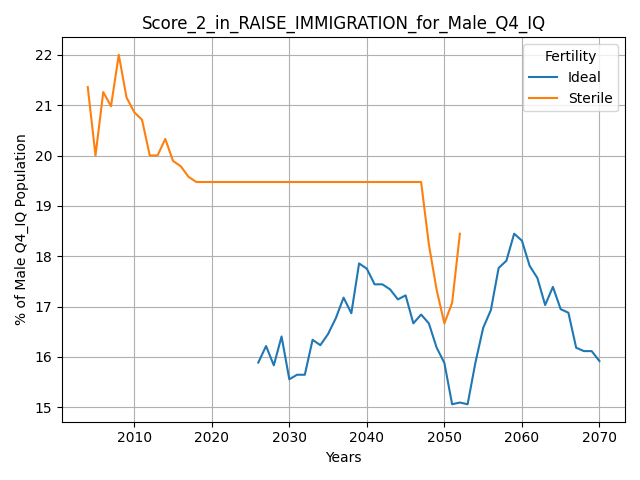 Score_2_in_RAISE_IMMIGRATION_for_Male_Q4_IQ
Fertility
Ideal
Sterile
% of Male Q4_IQ Population
22
21
20
19
18
17
16
15
2010 2020 2030 2040 2050 2060 2070
Years